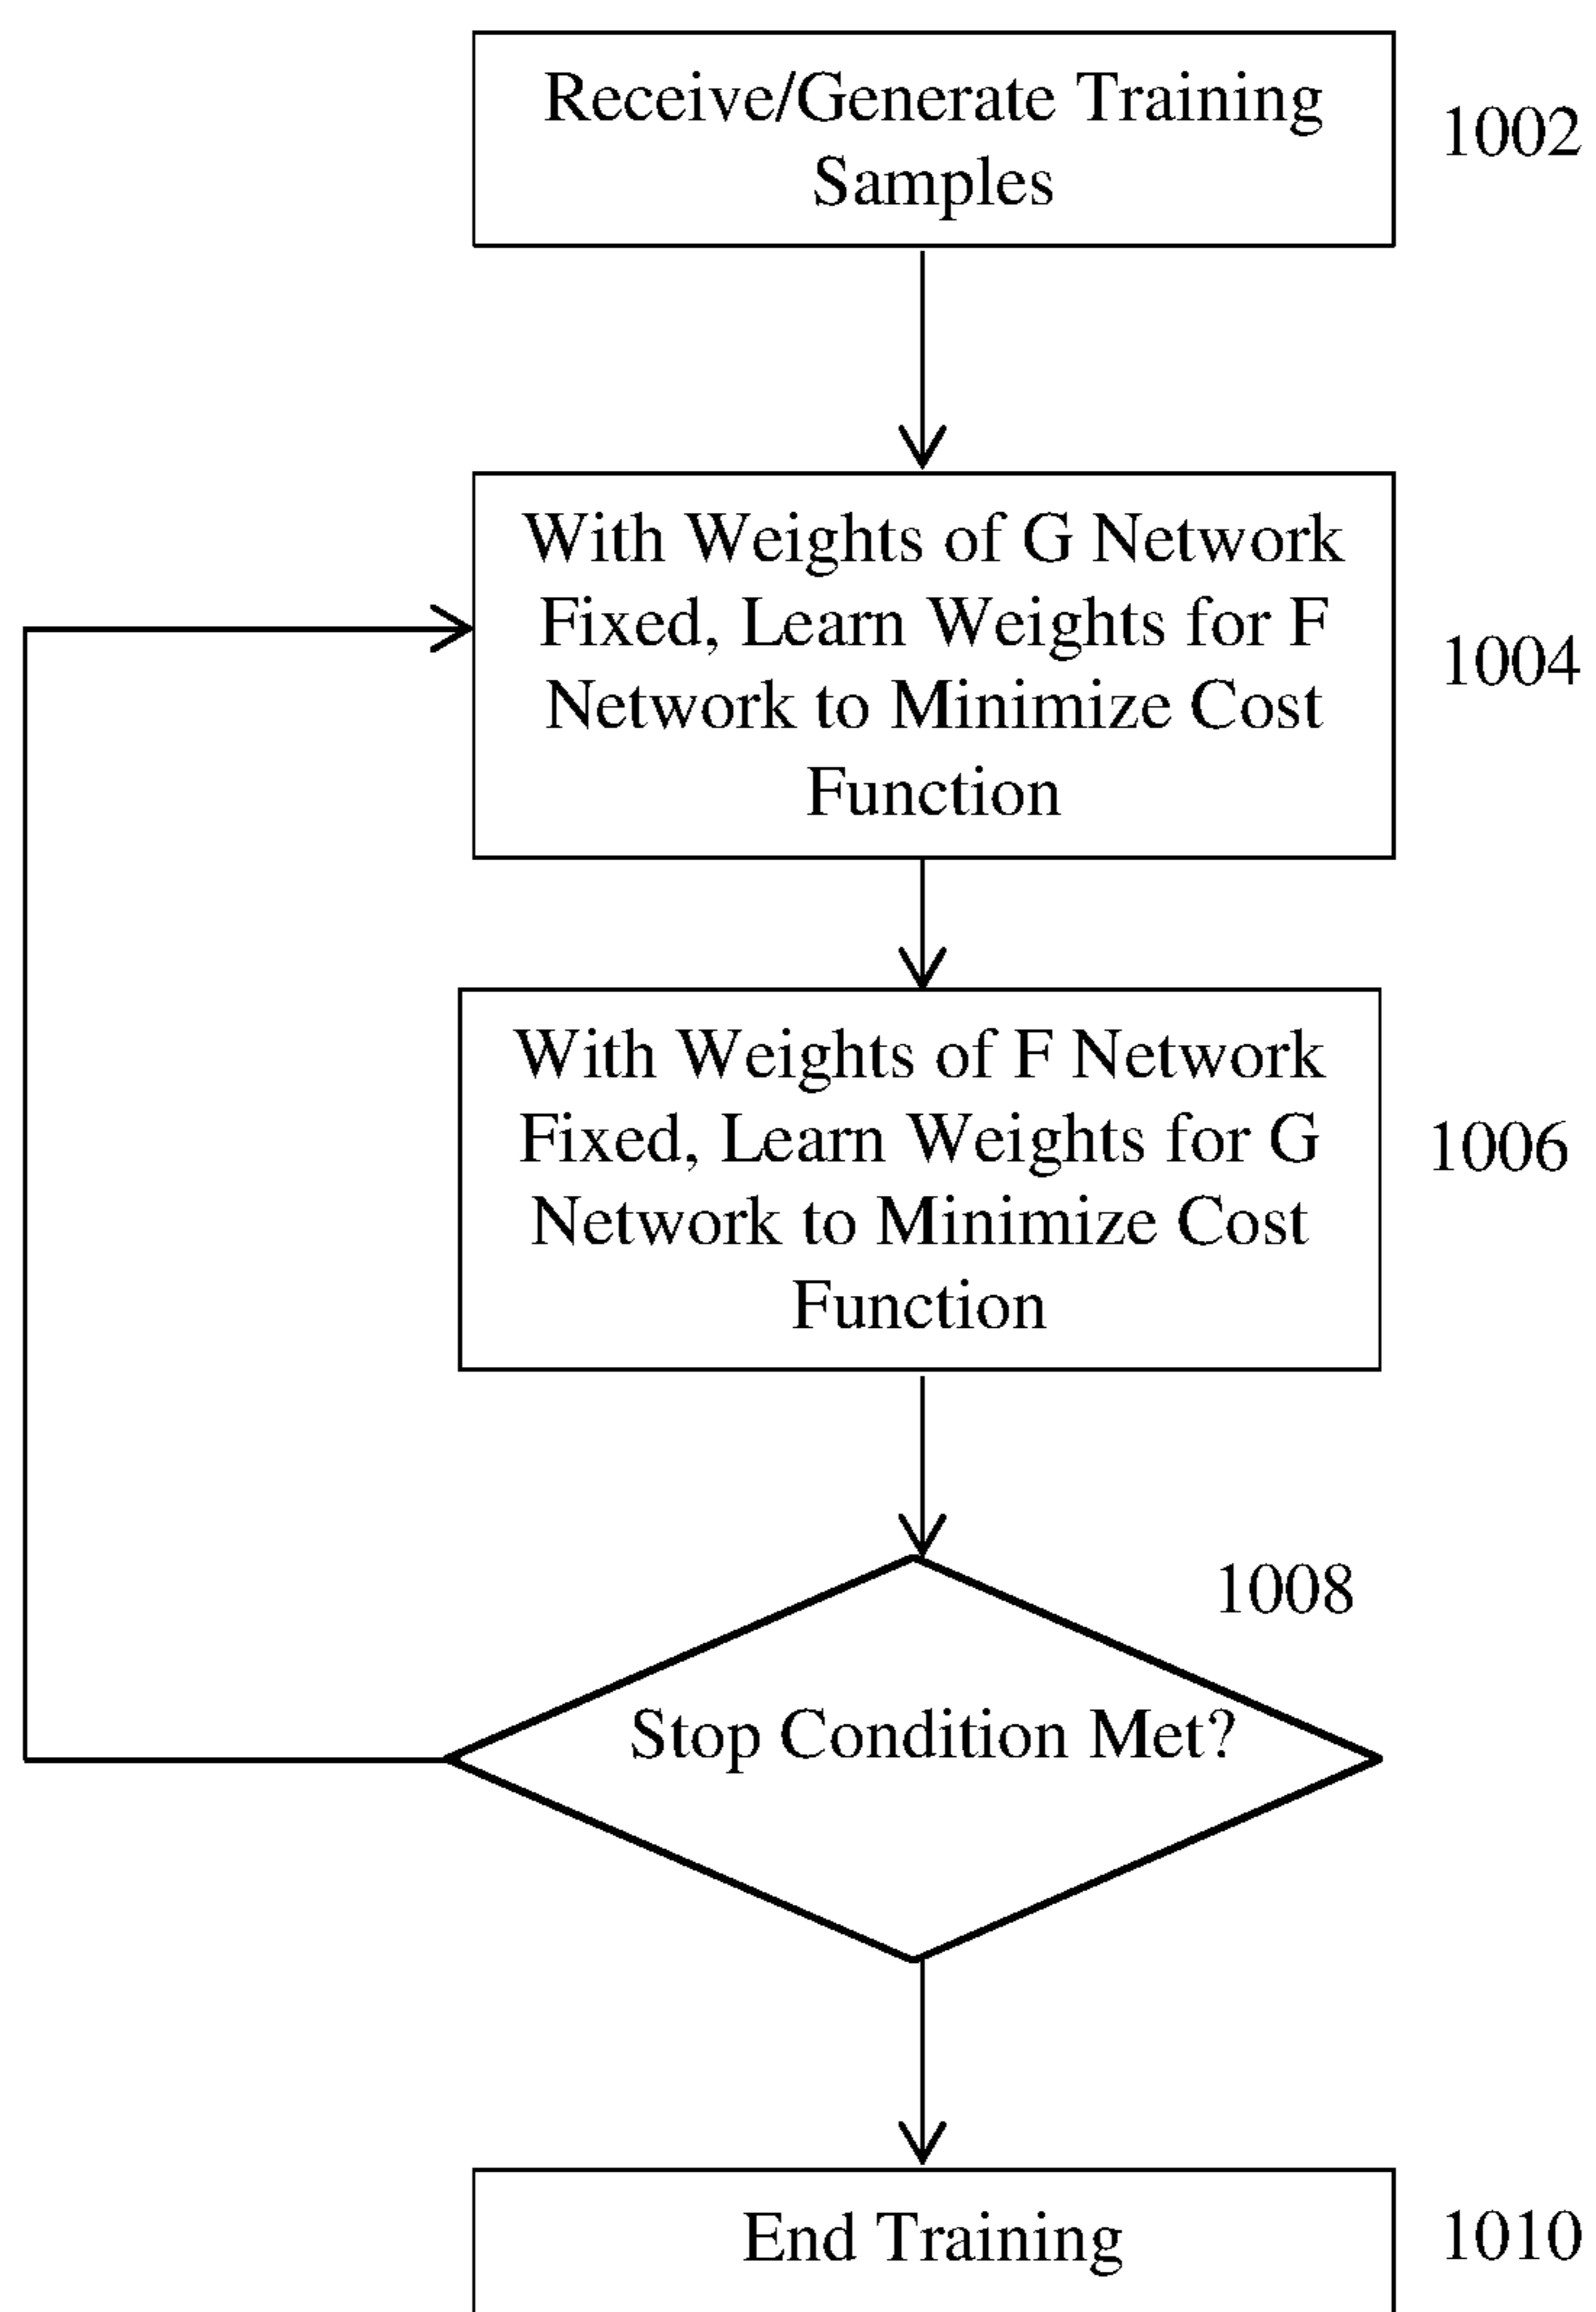 Receive/Generate Training
Samples
1002
With Weights of G Network
Fixed, Learn Weights for F
Network to Minimize Cost
Function
1004
With Weights of F Network
Fixed, Learn Weights for G
Network to Minimize Cost
Function
1006
1008
Stop Condition Met?
End Training
1010